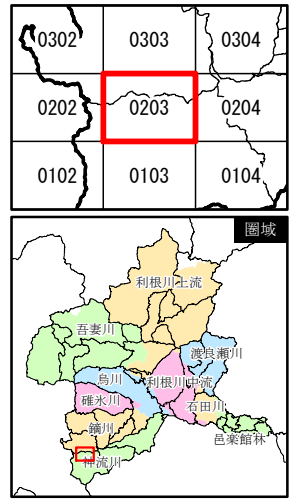 0302 0303 0304
0202 0203 0204
0102 0103 0104
圏域
利根川上流
吾妻川
渡良瀬川
烏川 利根川中流
碓氷川 石田川
鏑川 邑楽館林
神流川